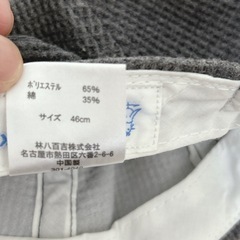 ポリエステル 65%
綿 35%
サイズ 46cm
林八百吉株式会社
名古屋市熱田区六番2-6-6
中国製